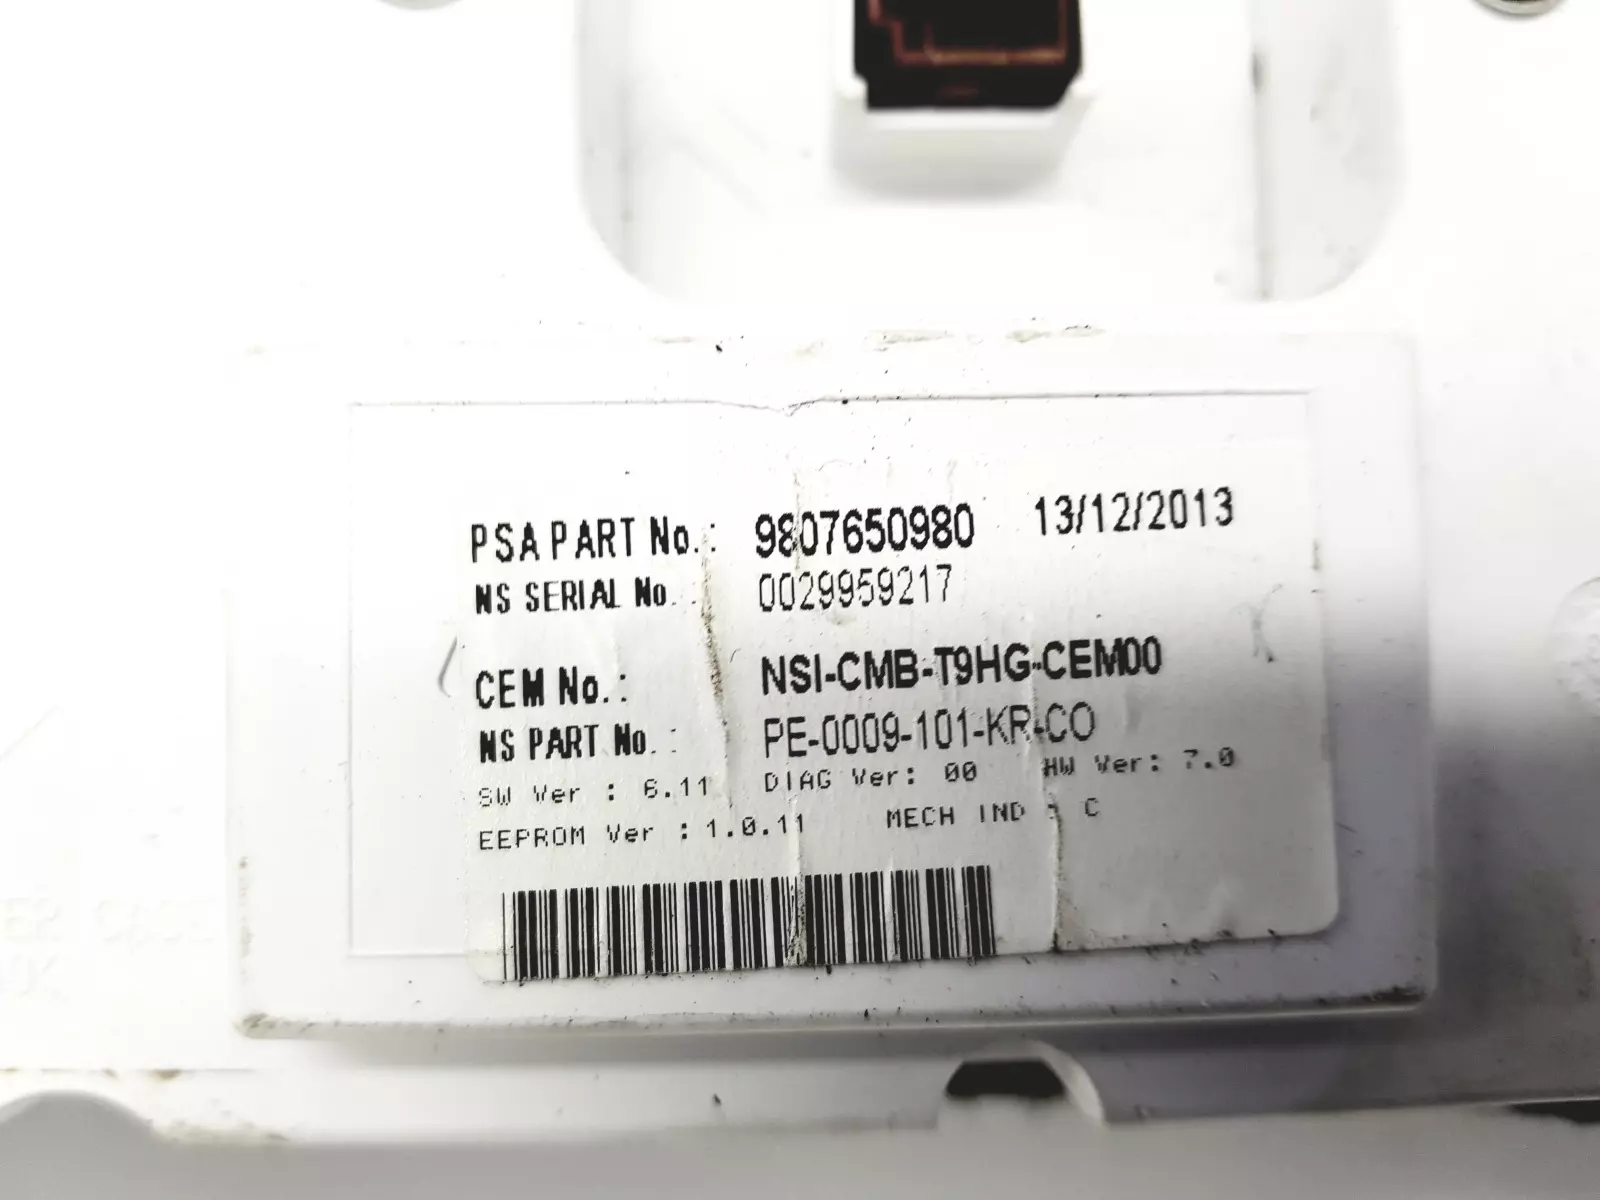 PSA PART No.: 9807650980 13/12/2013
NS SERIAL No. : 0029959217
CEM No.: NSI-CMB-T9HG-CEM00
NS PART No. : PE-0009-101-KR-CO
SW Ver : 6.11 DIAG Ver: 00 HW Ver: 7.0
EEPROM Ver : 1.0.11 MECH IND : C